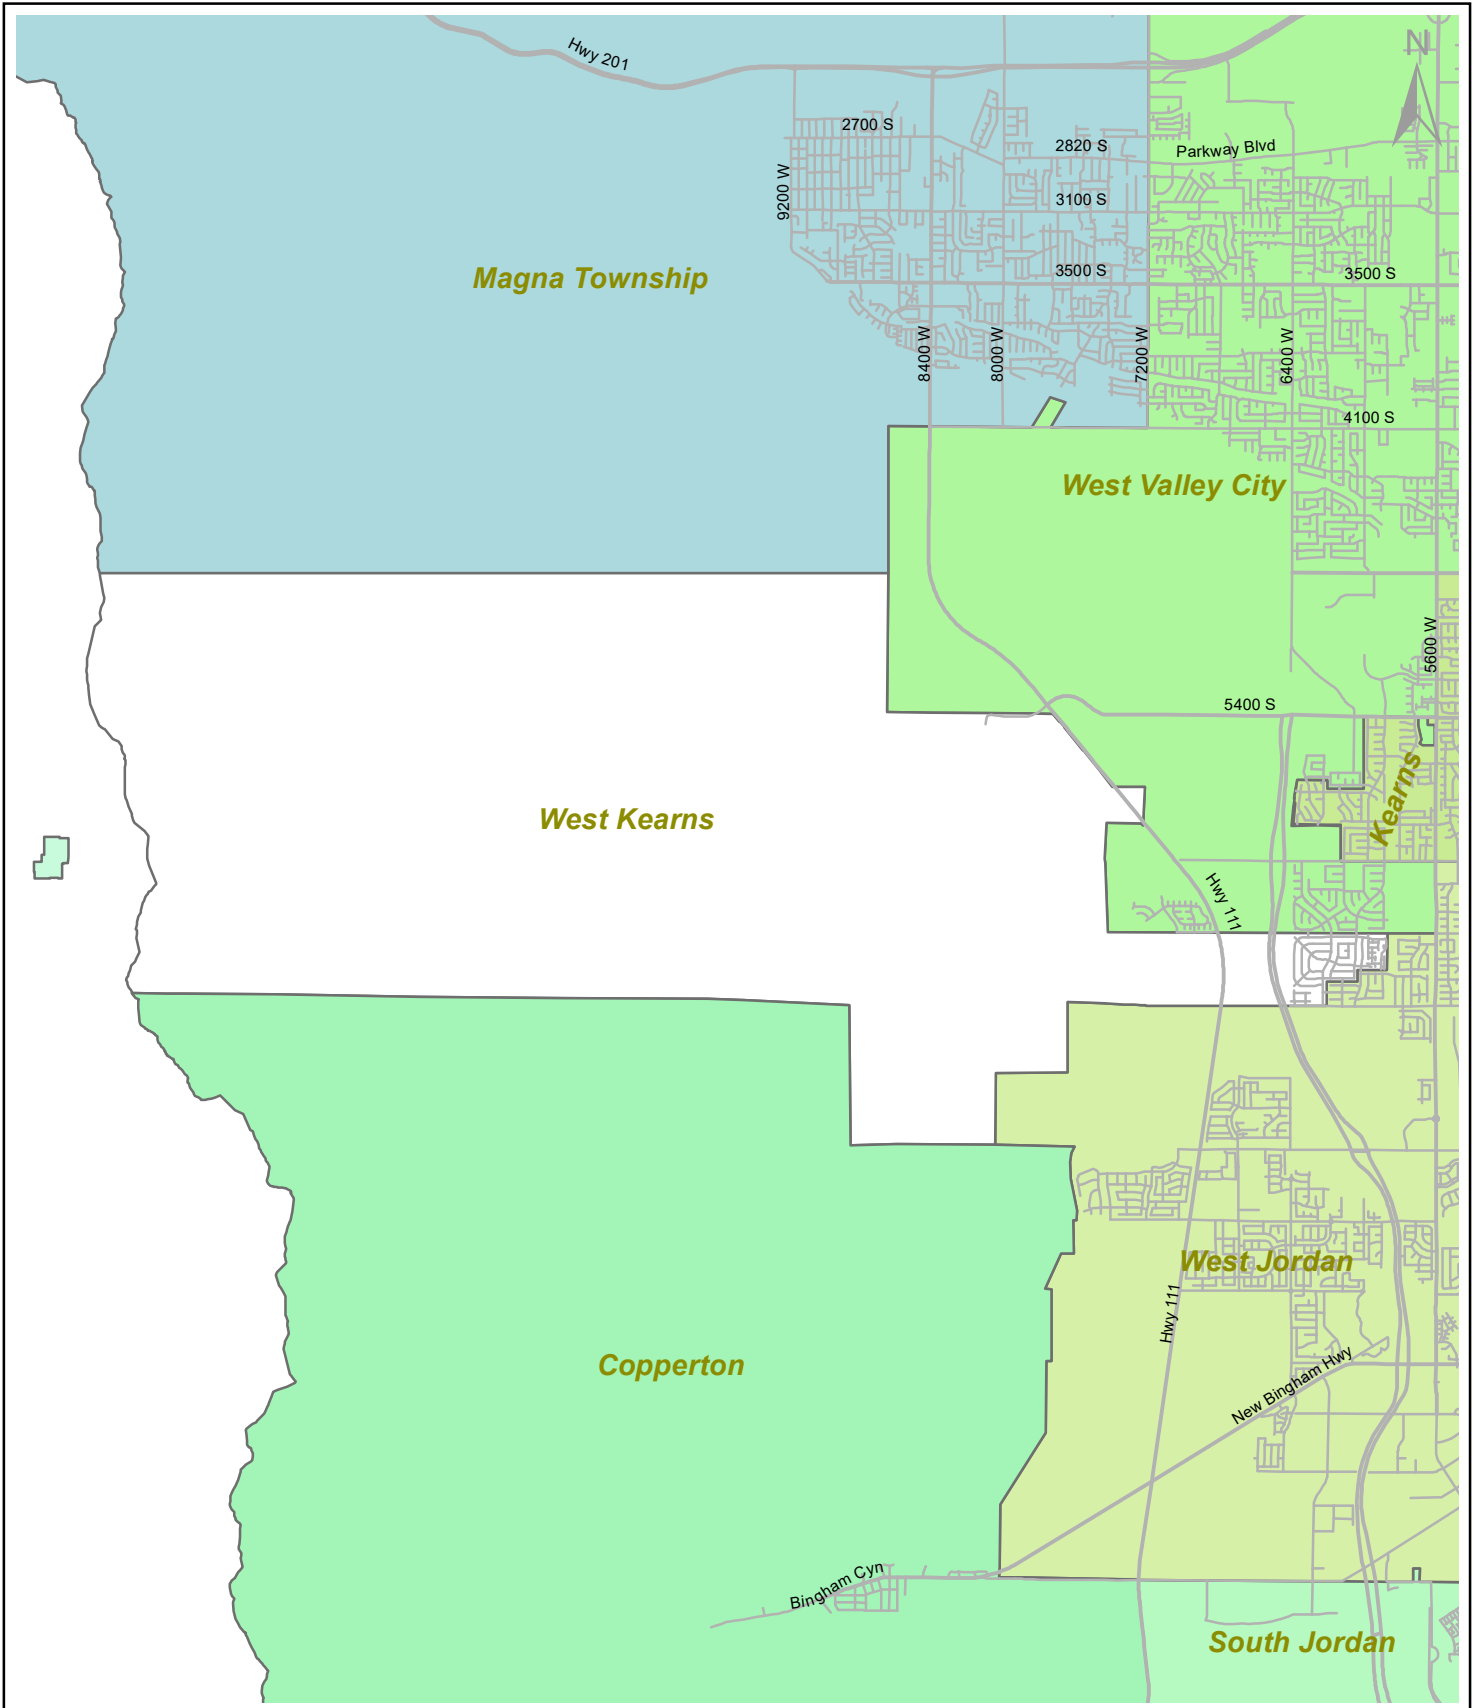 Hwy 201
N
2700 S
2820 S
Parkway Blvd
9200 W
3100 S
Magna Township
3500 S
3500 S
8400 W
8000 W
7200 W
6400 W
4100 S
West Valley City
5600 W
5400 S
Kearns
West Kearns
Hwy 111
West Jordan
Hwy 111
Copperton
New Bingham Hwy
Bingham Cyn
South Jordan